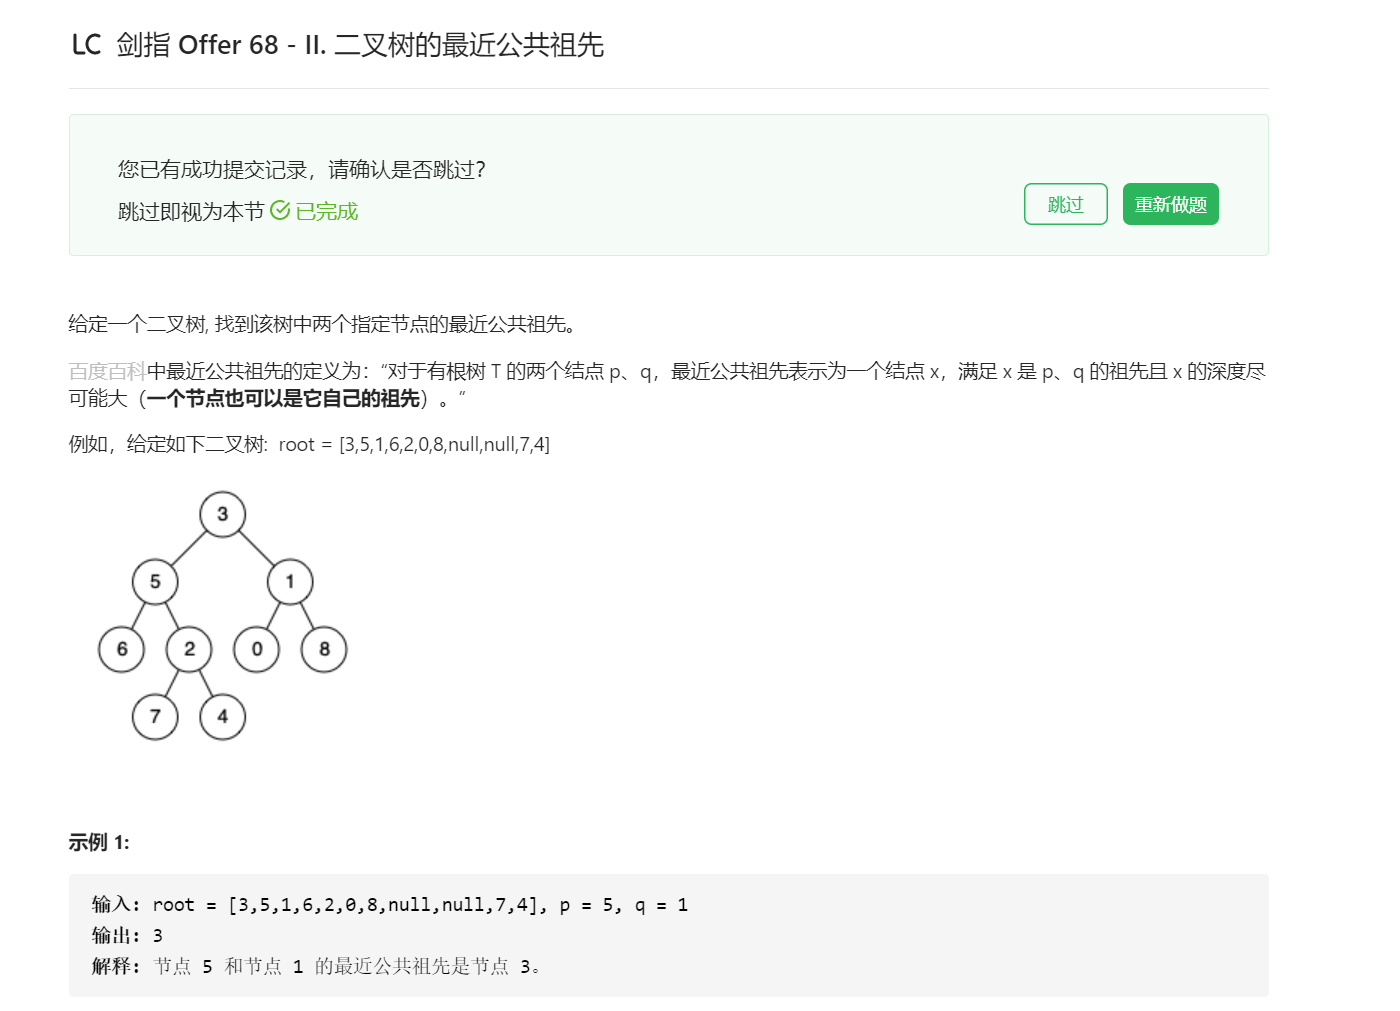 LC 剑指 Offer 68 - II. 二叉树的最近公共祖先
您已有成功提交记录，请确认是否跳过?
跳过即视为本节 已完成
跳过 重新做题
给定一个二叉树, 找到该树中两个指定节点的最近公共祖先。
百度百科中最近公共祖先的定义为：“对于有根树 T 的两个结点 p、q，最近公共祖先表示为一个结点 x，满足 x 是 p、q 的祖先且 x 的深度尽
可能大（一个节点也可以是它自己的祖先）。”
例如，给定如下二叉树:  root = [3,5,1,6,2,0,8,null,null,7,4]
3
5 1
6 2 0 8
7 4
示例 1:
输入: root = [3,5,1,6,2,0,8,null,null,7,4], p = 5, q = 1
输出: 3
解释: 节点 5 和节点 1 的最近公共祖先是节点 3。